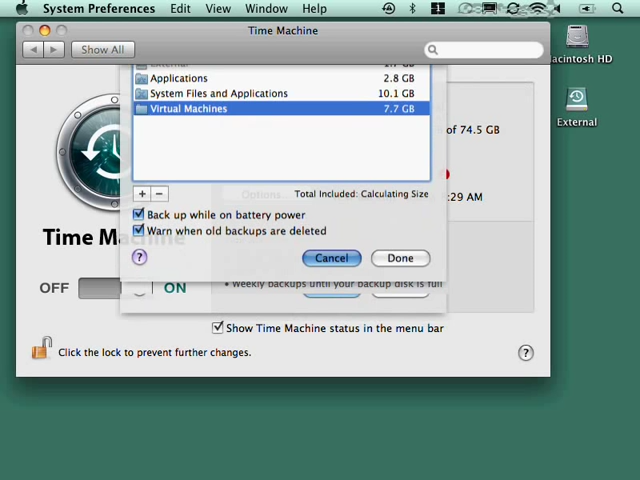 System Preferences Edit View Window Help
Time Machine
Show All
Macintosh HD
External
Applications 2.8 GB
System Files and Applications 10.1 GB
Virtual Machines 7.7 GB
of 74.5 GB
:29 AM
+ −
Total Included: Calculating Size
Back up while on battery power
Warn when old backups are deleted
? Cancel Done
Time Ma
OFF ON
• Weekly backups until your backup disk is full
Show Time Machine status in the menu bar
Click the lock to prevent further changes.
?